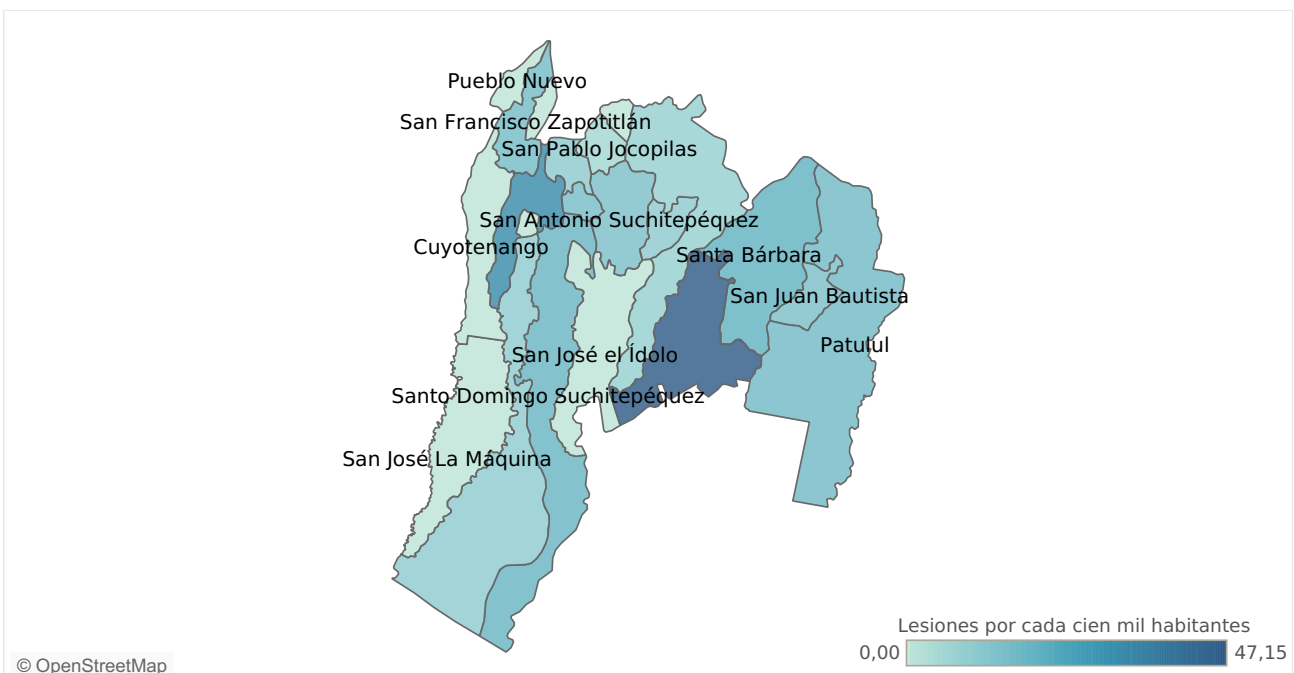 Pueblo Nuevo
San Francisco Zapotitlán
San Pablo Jocopilas
San Antonio Suchitepéquez
Cuyotenango
Santa Bárbara
San Juan Bautista
Patulul
San José el Ídolo
Santo Domingo Suchitepéquez
San José La Máquina
Lesiones por cada cien mil habitantes
0,00 47,15
© OpenStreetMap